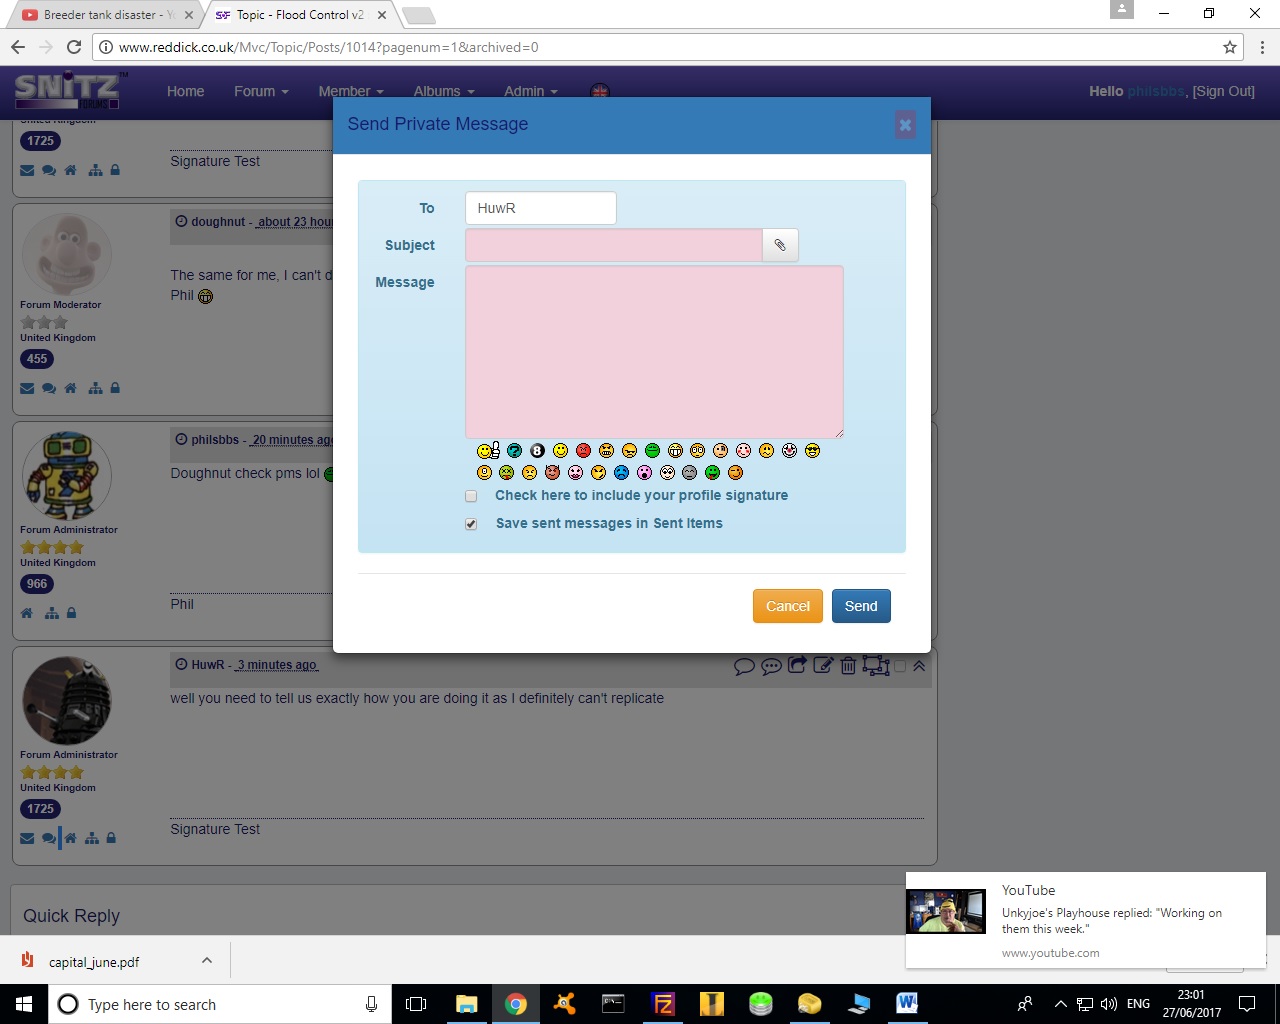 Breeder tank disaster - Y
Topic - Flood Control v2
www.reddick.co.uk/Mvc/Topic/Posts/1014?pagenum=1&archived=0
SNiTZ™
FORUMS
Home Forum Member Albums Admin
Hello philsbbs, [Sign Out]
Send Private Message
United Kingdom
1725
Signature Test
To HuwR
Subject
Message
doughnut - about 23 hou
The same for me, I can't d
Phil
Forum Moderator
United Kingdom
455
philsbbs - 20 minutes ago
Doughnut check pms lol
Forum Administrator
United Kingdom
966
Phil
Check here to include your profile signature
Save sent messages in Sent Items
Cancel Send
HuwR - 3 minutes ago
well you need to tell us exactly how you are doing it as I definitely can't replicate
Forum Administrator
United Kingdom
1725
Signature Test
Quick Reply
YouTube
Unkyjoe's Playhouse replied: "Working on
them this week."
www.youtube.com
capital_june.pdf
Type here to search
ENG
23:01
27/06/2017